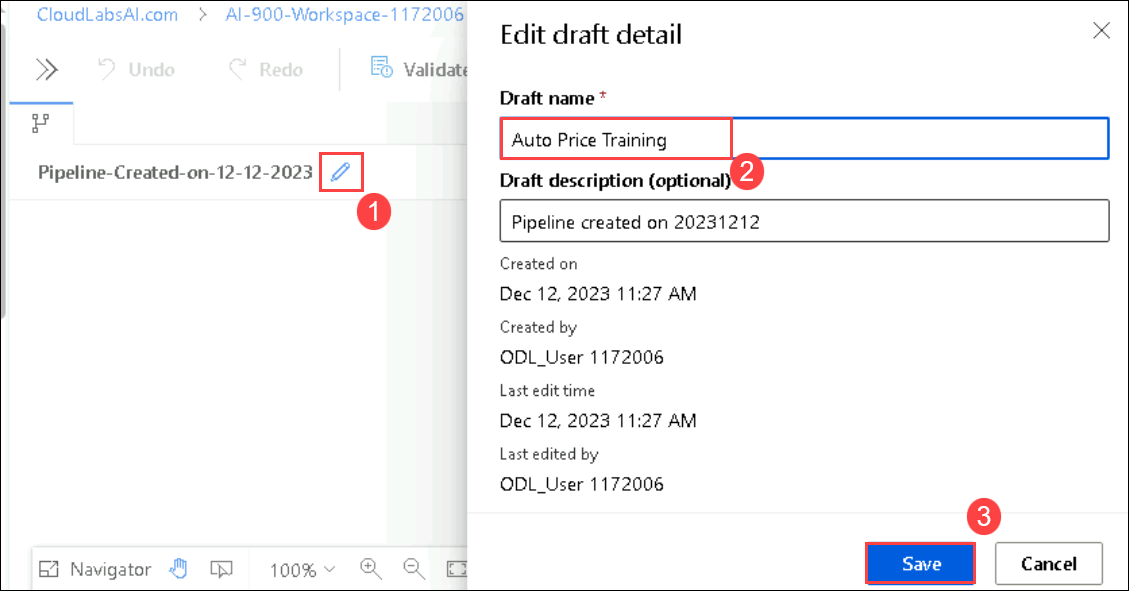 CloudLabsAI.com > AI-900-Workspace-1172006
Undo Redo Validate
Pipeline-Created-on-12-12-2023
1
Navigator 100%
Edit draft detail
Draft name *
Auto Price Training
2
Draft description (optional)
Pipeline created on 20231212
Created on
Dec 12, 2023 11:27 AM
Created by
ODL_User 1172006
Last edit time
Dec 12, 2023 11:27 AM
Last edited by
ODL_User 1172006
3
Save Cancel